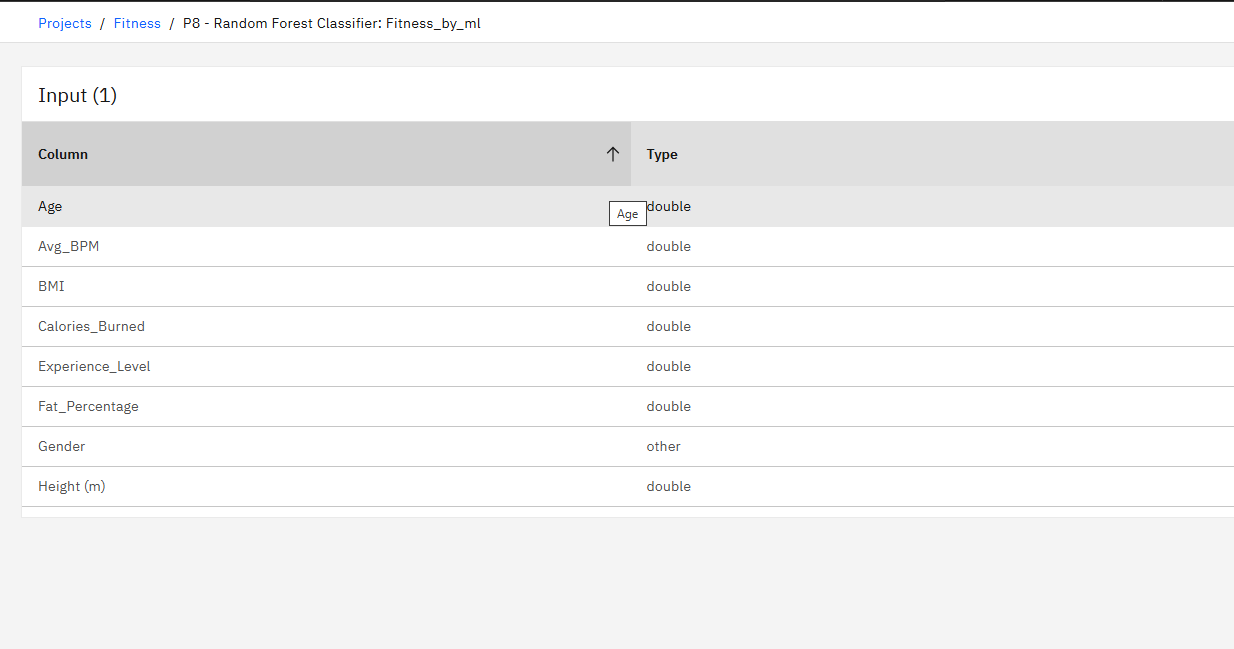 Projects / Fitness / P8 - Random Forest Classifier: Fitness_by_ml
Input (1)
Column Type
Age double
Age
Avg_BPM double
BMI double
Calories_Burned double
Experience_Level double
Fat_Percentage double
Gender other
Height (m) double